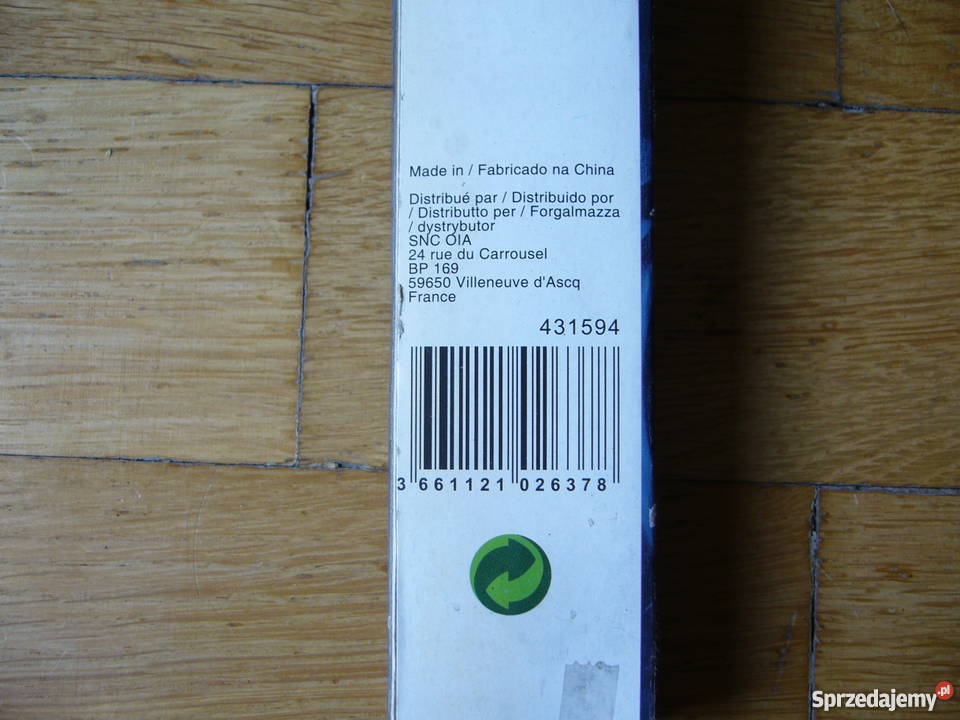 Made in / Fabricado na China
Distribué par / Distribuido por
/ Distributto per / Forgalmazza
/ dystrybutor
SNC OIA
24 rue du Carrousel
BP 169
59650 Villeneuve d'Ascq
France
431594
3 661121 026378
Sprzedajemy.pl